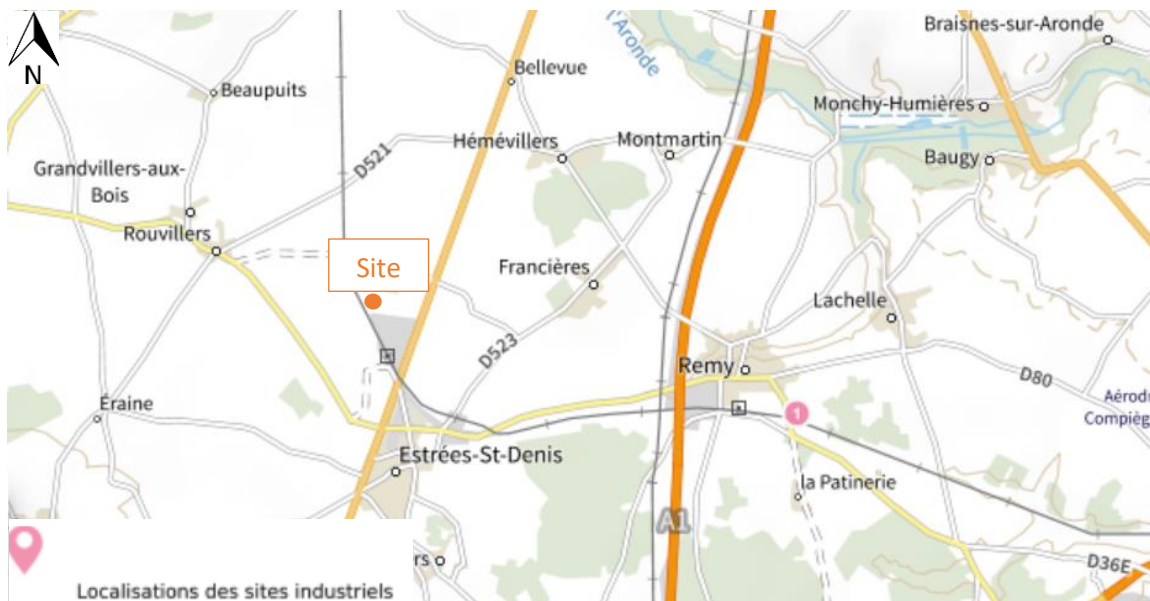 N
l'Aronde
Braisnes-sur-Aronde
Bellevue
Beaupuits
Monchy-Humières
Hémévillers
Montmartin
D521
Baugy
Grandvillers-aux-
Bois
Rouvillers
Site
Francières
Lachelle
D523
Remy
D80
Éraine
Aérodr
Compièg
1
Estrées-St-Denis
la Patinerie
A1
rs
D36E
Localisations des sites industriels